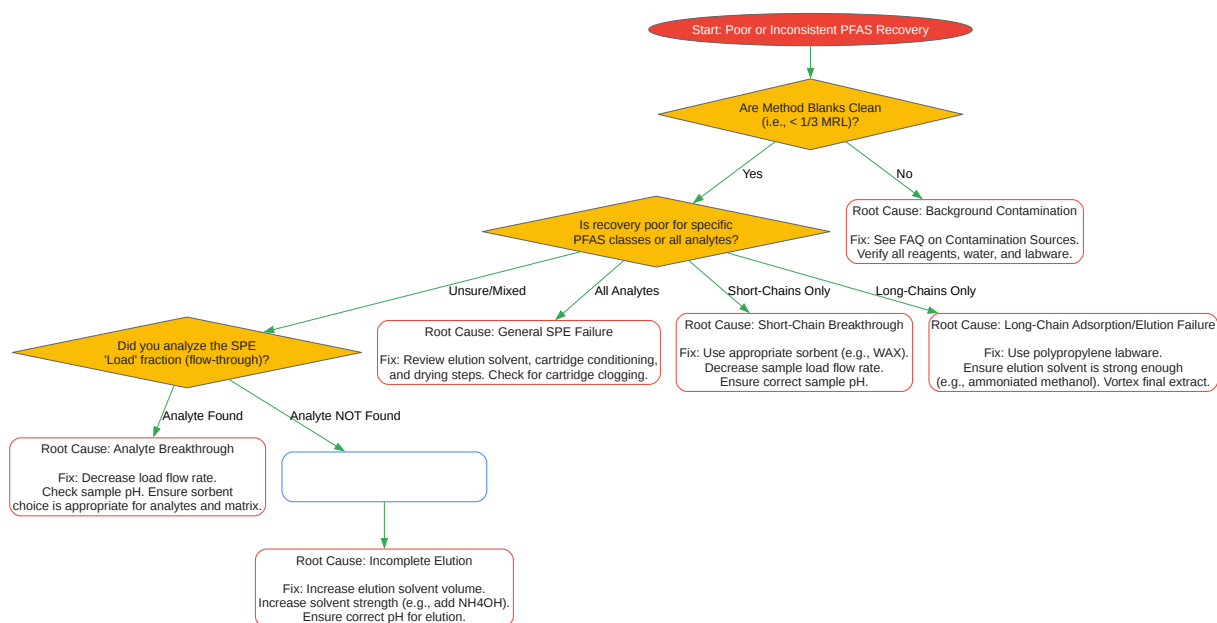 Start: Poor or Inconsistent PFAS Recovery
Are Method Blanks Clean
(i.e., < 1/3 MRL)?
Yes
No
Is recovery poor for specific
PFAS classes or all analytes?
Root Cause: Background Contamination
Fix: See FAQ on Contamination Sources.
Verify all reagents, water, and labware.
Unsure/Mixed
All Analytes
Short-Chains Only
Long-Chains Only
Did you analyze the SPE
'Load' fraction (flow-through)?
Root Cause: General SPE Failure
Fix: Review elution solvent, cartridge conditioning,
and drying steps. Check for cartridge clogging.
Root Cause: Short-Chain Breakthrough
Fix: Use appropriate sorbent (e.g., WAX).
Decrease sample load flow rate.
Ensure correct sample pH.
Root Cause: Long-Chain Adsorption/Elution Failure
Fix: Use polypropylene labware.
Ensure elution solvent is strong enough
(e.g., ammoniated methanol). Vortex final extract.
Analyte Found
Analyte NOT Found
Root Cause: Analyte Breakthrough
Fix: Decrease load flow rate.
Check sample pH. Ensure sorbent
choice is appropriate for analytes and matrix.
Root Cause: Incomplete Elution
Fix: Increase elution solvent volume.
Increase solvent strength (e.g., add NH4OH).
Ensure correct pH for elution.